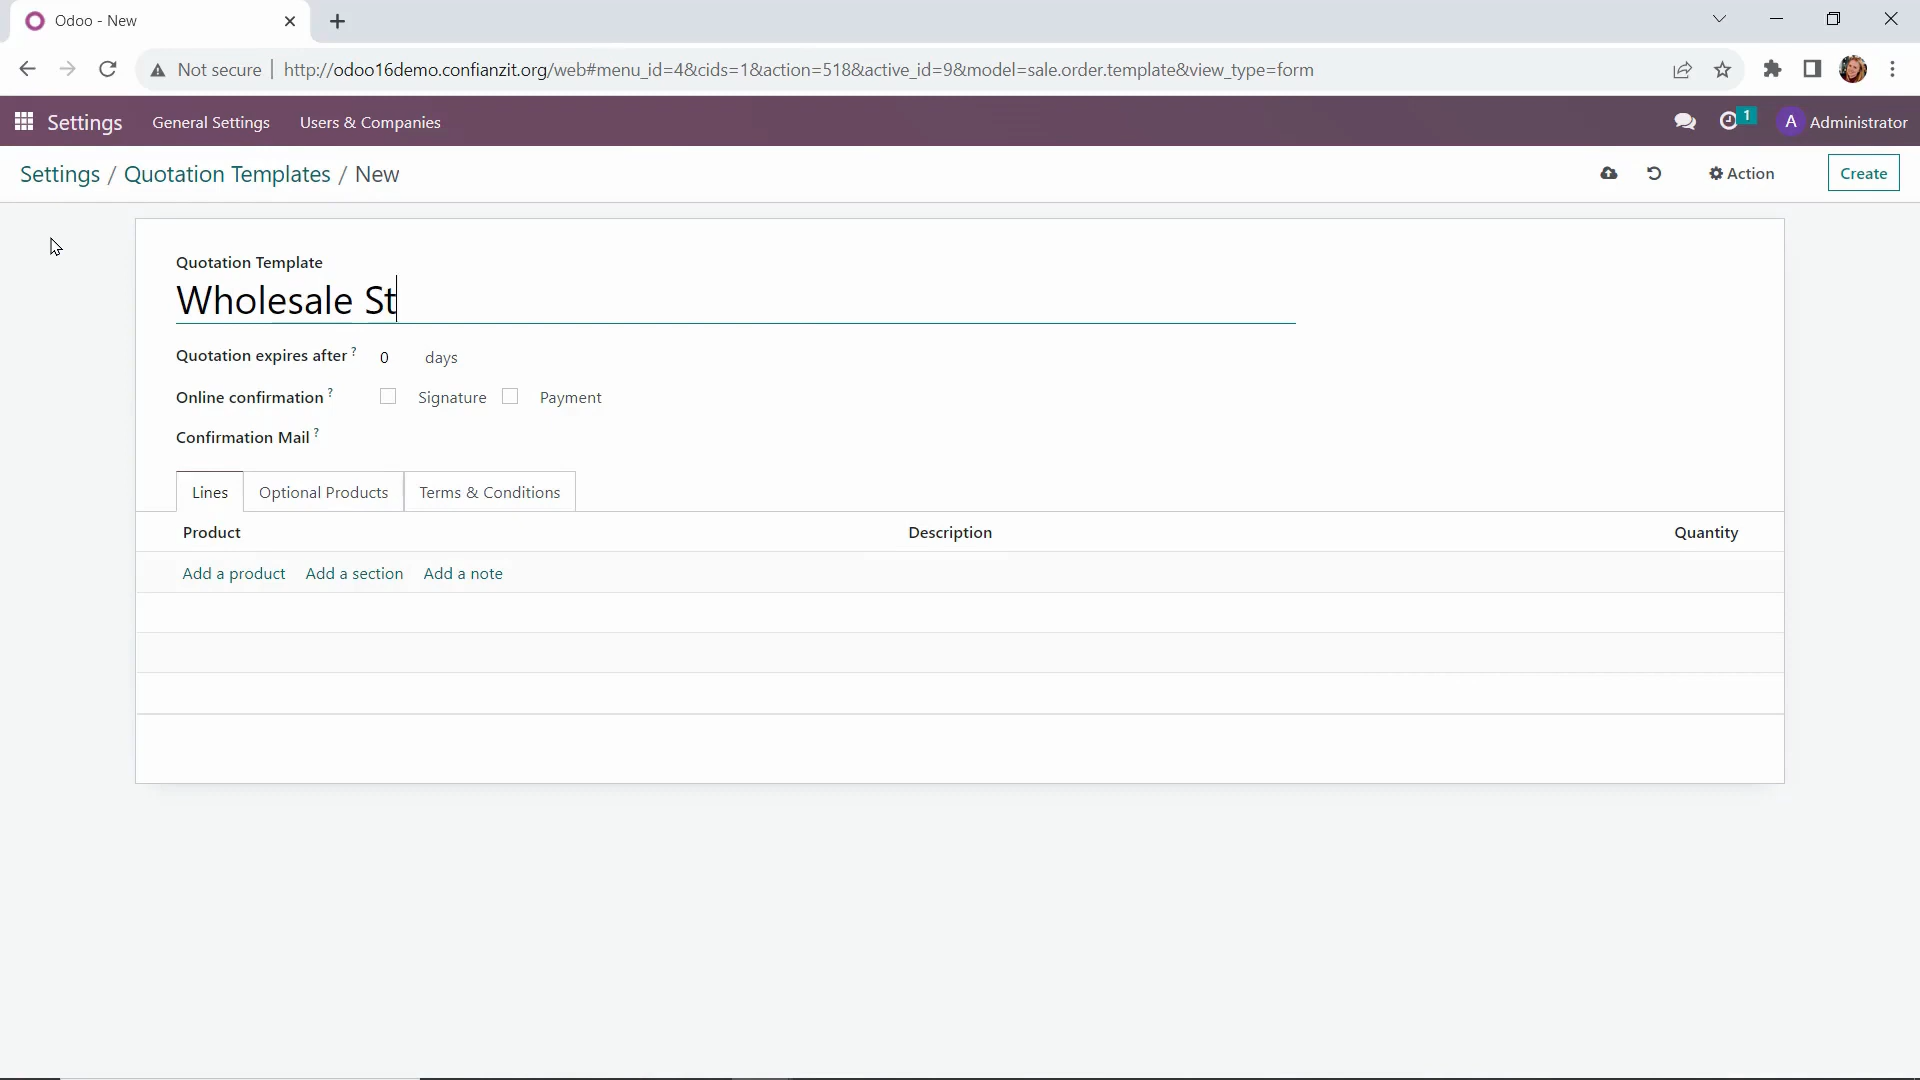 Odoo - New
Not secure | http://odoo16demo.confianzit.org/web#menu_id=4&cids=1&action=518&active_id=9&model=sale.order.template&view_type=form
Settings General Settings Users & Companies 1 A Administrator
Settings / Quotation Templates / New Action Create
Quotation Template
Wholesale St
Quotation expires after ? 0 days
Online confirmation ? Signature Payment
Confirmation Mail ?
Lines Optional Products Terms & Conditions
Product Description Quantity
Add a product Add a section Add a note